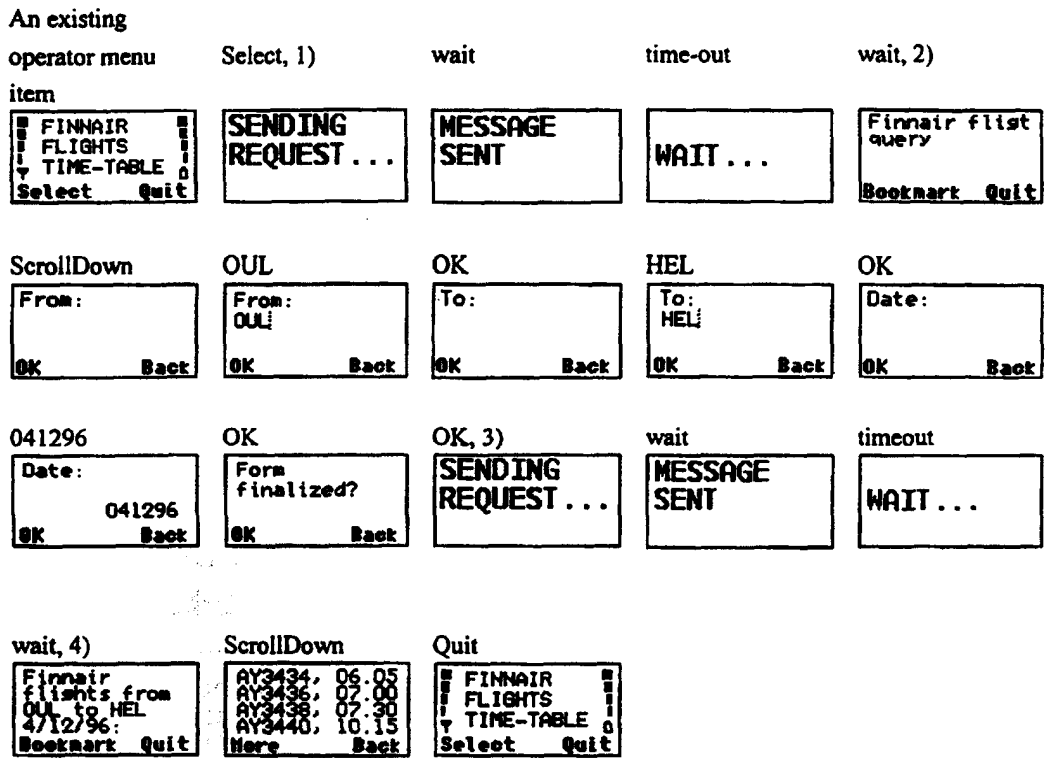 An existing
operator menu
item
Select, 1)
wait
time-out
wait, 2)
FINNAIR
FLIGHTS
TIME-TABLE
Select Quit
SENDING
REQUEST...
MESSAGE
SENT
WAIT...
Finnair flist
query
Bookmark Quit
ScrollDown
OUL
OK
HEL
OK
From:
OK Back
From:
OUL
OK Back
To:
OK Back
To:
HEL
OK Back
Date:
OK Back
041296
OK
OK, 3)
wait
timeout
Date:
041296
OK Back
Form
finalized?
OK Back
SENDING
REQUEST...
MESSAGE
SENT
WAIT...
wait, 4)
ScrollDown
Quit
Finnair
flights from
OUL to HEL
4/12/96:
Bookmark Quit
AY3434, 06.05
AY3436, 07.00
AY3438, 07.30
AY3440, 10.15
More Back
FINNAIR
FLIGHTS
TIME-TABLE
Select Quit